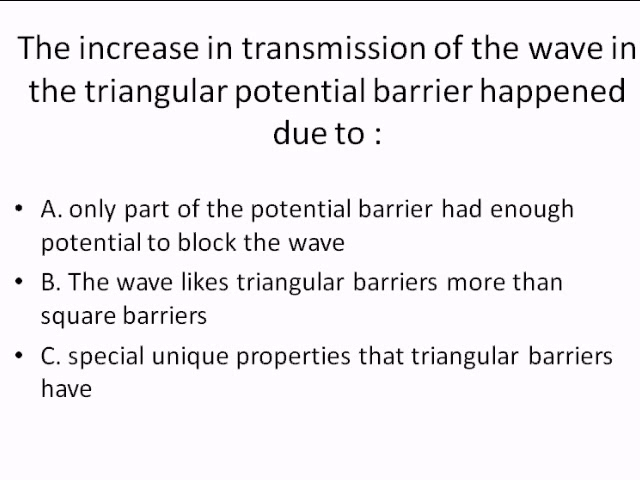 The increase in transmission of the wave in
the triangular potential barrier happened
due to :
• A. only part of the potential barrier had enough
potential to block the wave
• B. The wave likes triangular barriers more than
square barriers
• C. special unique properties that triangular barriers
have